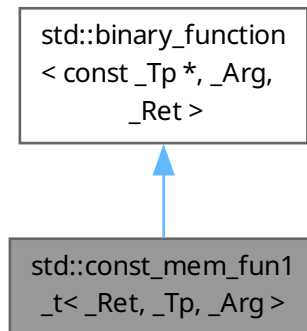 std::binary_function
< const _Tp *, _Arg,
_Ret >
std::const_mem_fun1
_t< _Ret, _Tp, _Arg >